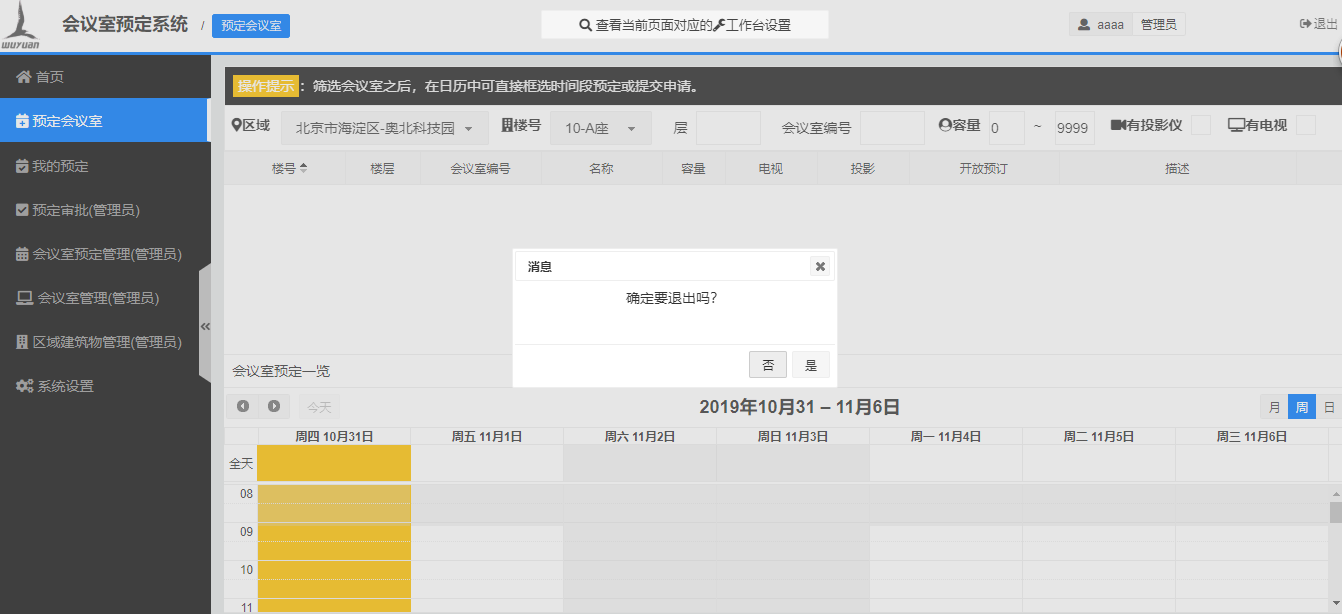 wuyuan
会议室预定系统 / 预定会议室
查看当前页面对应的工作台设置
aaaa 管理员
退出
首页
预定会议室
我的预定
预定审批(管理员)
会议室预定管理(管理员)
会议室管理(管理员)
区域建筑物管理(管理员)
系统设置
操作提示： 筛选会议室之后，在日历中可直接框选时间段预定或提交申请。
区域 北京市海淀区-奥北科技园 楼号 10-A座 层 会议室编号 容量 0 ~ 9999 有投影仪 有电视
楼号 楼层 会议室编号 名称 容量 电视 投影 开放预订 描述
消息
确定要退出吗?
否 是
会议室预定一览
今天 2019年10月31 – 11月6日 月 周 日
周四 10月31日 周五 11月1日 周六 11月2日 周日 11月3日 周一 11月4日 周二 11月5日 周三 11月6日
全天
08
09
10
11